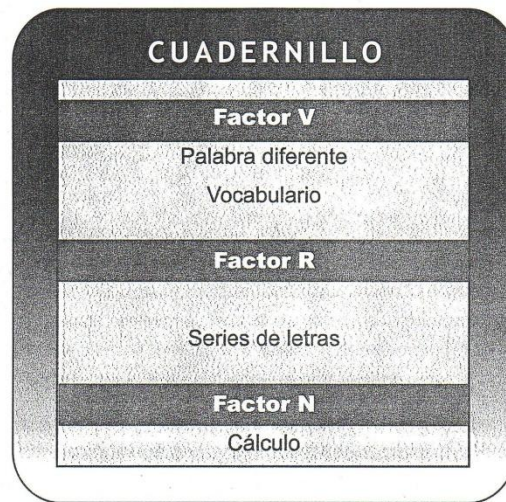 CUADERNILLO
Factor V
Palabra diferente
Vocabulario
Factor R
Series de letras
Factor N
Cálculo